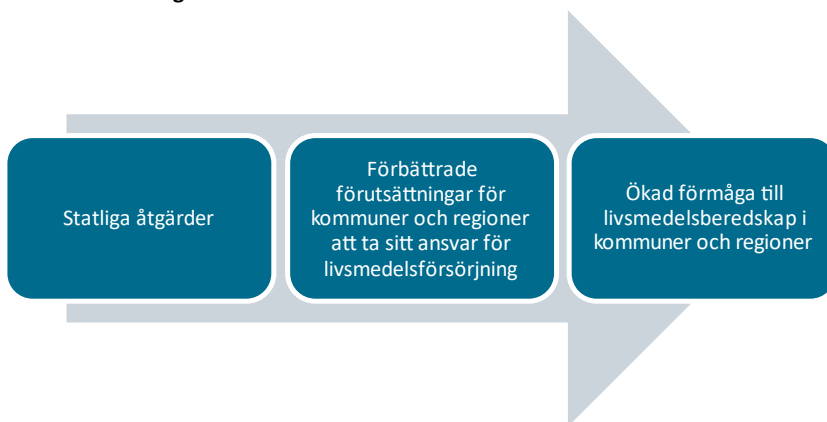 Statliga åtgärder
Förbättrade
förutsättningar för
kommuner och regioner
att ta sitt ansvar för
livsmedelsförsörjning
Ökad förmåga till
livsmedelsberedskap i
kommuner och regioner